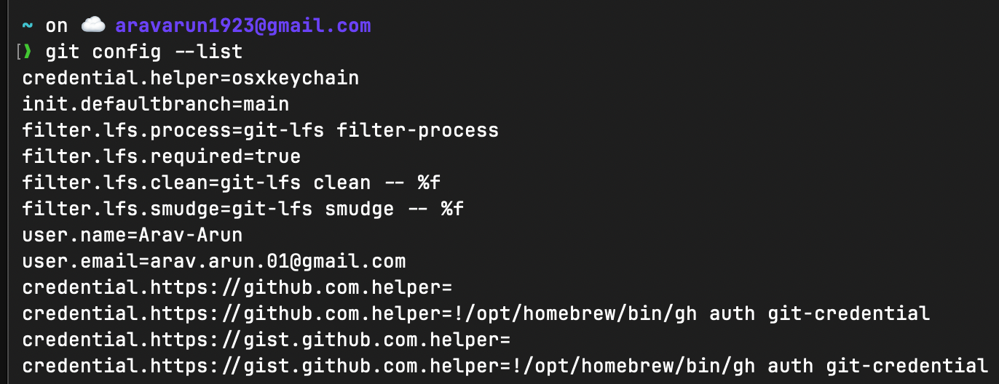 ~ on ☁️ aravarun1923@gmail.com
[❯ git config --list
credential.helper=osxkeychain
init.defaultbranch=main
filter.lfs.process=git-lfs filter-process
filter.lfs.required=true
filter.lfs.clean=git-lfs clean -- %f
filter.lfs.smudge=git-lfs smudge -- %f
user.name=Arav-Arun
user.email=arav.arun.01@gmail.com
credential.https://github.com.helper=
credential.https://github.com.helper=!/opt/homebrew/bin/gh auth git-credential
credential.https://gist.github.com.helper=
credential.https://gist.github.com.helper=!/opt/homebrew/bin/gh auth git-credential